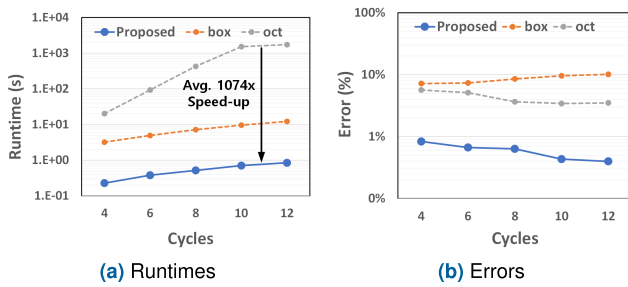 Proposed box oct
Runtime (s)
1.E+04
1.E+03
1.E+02
1.E+01
1.E+00
1.E-01
Avg. 1074x
Speed-up
4 6 8 10 12
Cycles
(a) Runtimes
Proposed box oct
Error (%)
100%
10%
1%
0%
4 6 8 10 12
Cycles
(b) Errors